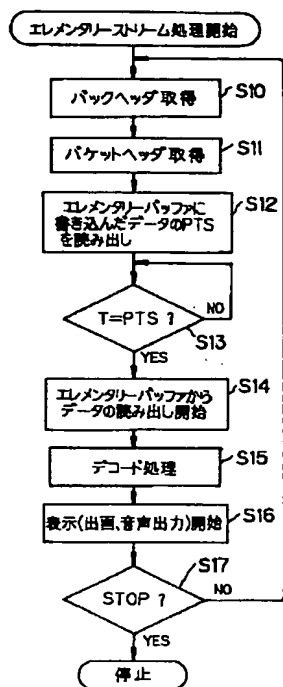 エレメンタリーストリーム処理開始
パックヘッダ取得
S10
パケットヘッダ取得
S11
エレメンタリーバッファに
書き込んだデータのPTS
を読み出し
S12
T=PTS ?
NO
S13
YES
エレメンタリーバッファから
データの読み出し開始
S14
デコード処理
S15
表示(出画、音声出力)開始
S16
STOP ?
S17
NO
YES
停止